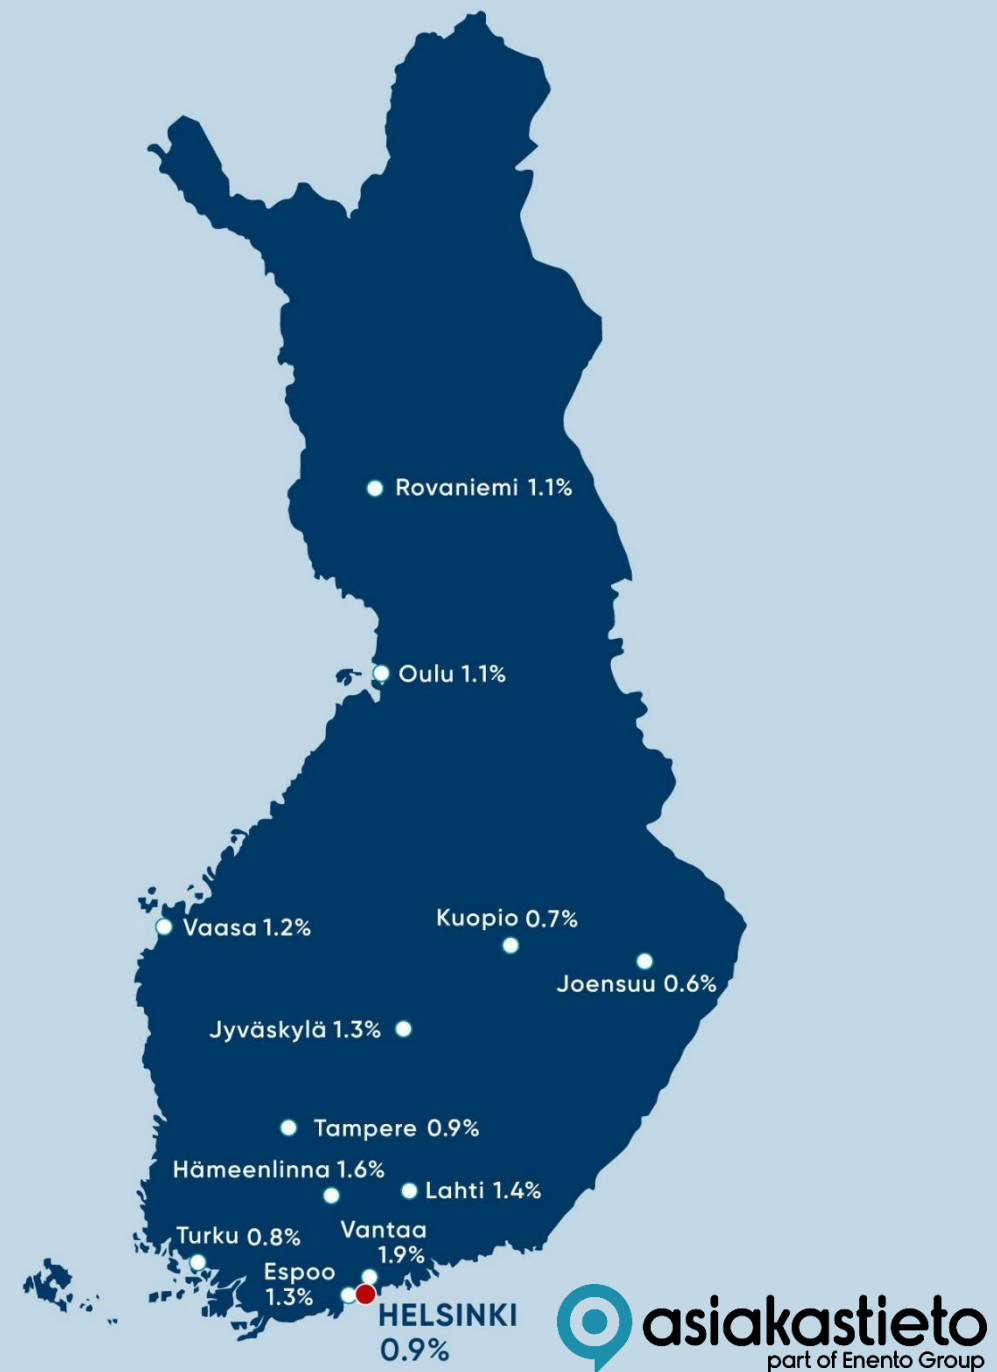 Rovaniemi 1.1%
Oulu 1.1%
Vaasa 1.2%
Kuopio 0.7%
Joensuu 0.6%
Jyväskylä 1.3%
Tampere 0.9%
Hämeenlinna 1.6%
Lahti 1.4%
Turku 0.8%
Vantaa
1.9%
Espoo
1.3%
HELSINKI
0.9%
asiakastieto
part of Enento Group